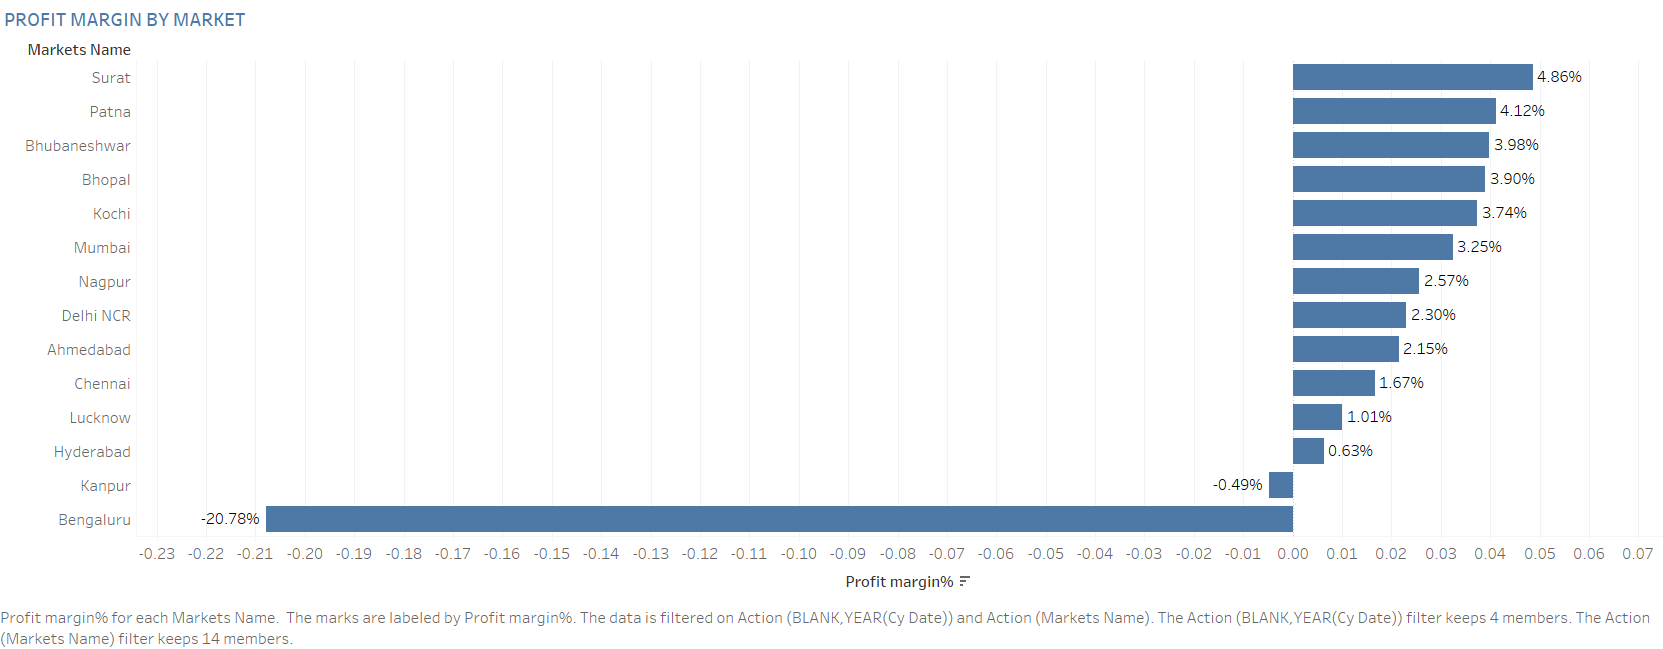 PROFIT MARGIN BY MARKET
Markets Name
Surat 4.86%
Patna 4.12%
Bhubaneshwar 3.98%
Bhopal 3.90%
Kochi 3.74%
Mumbai 3.25%
Nagpur 2.57%
Delhi NCR 2.30%
Ahmedabad 2.15%
Chennai 1.67%
Lucknow 1.01%
Hyderabad 0.63%
Kanpur -0.49%
Bengaluru -20.78%
-0.23 -0.22 -0.21 -0.20 -0.19 -0.18 -0.17 -0.16 -0.15 -0.14 -0.13 -0.12 -0.11 -0.10 -0.09 -0.08 -0.07 -0.06 -0.05 -0.04 -0.03 -0.02 -0.01 0.00 0.01 0.02 0.03 0.04 0.05 0.06 0.07
Profit margin%
Profit margin% for each Markets Name.  The marks are labeled by Profit margin%. The data is filtered on Action (BLANK,YEAR(Cy Date)) and Action (Markets Name). The Action (BLANK,YEAR(Cy Date)) filter keeps 4 members. The Action
(Markets Name) filter keeps 14 members.